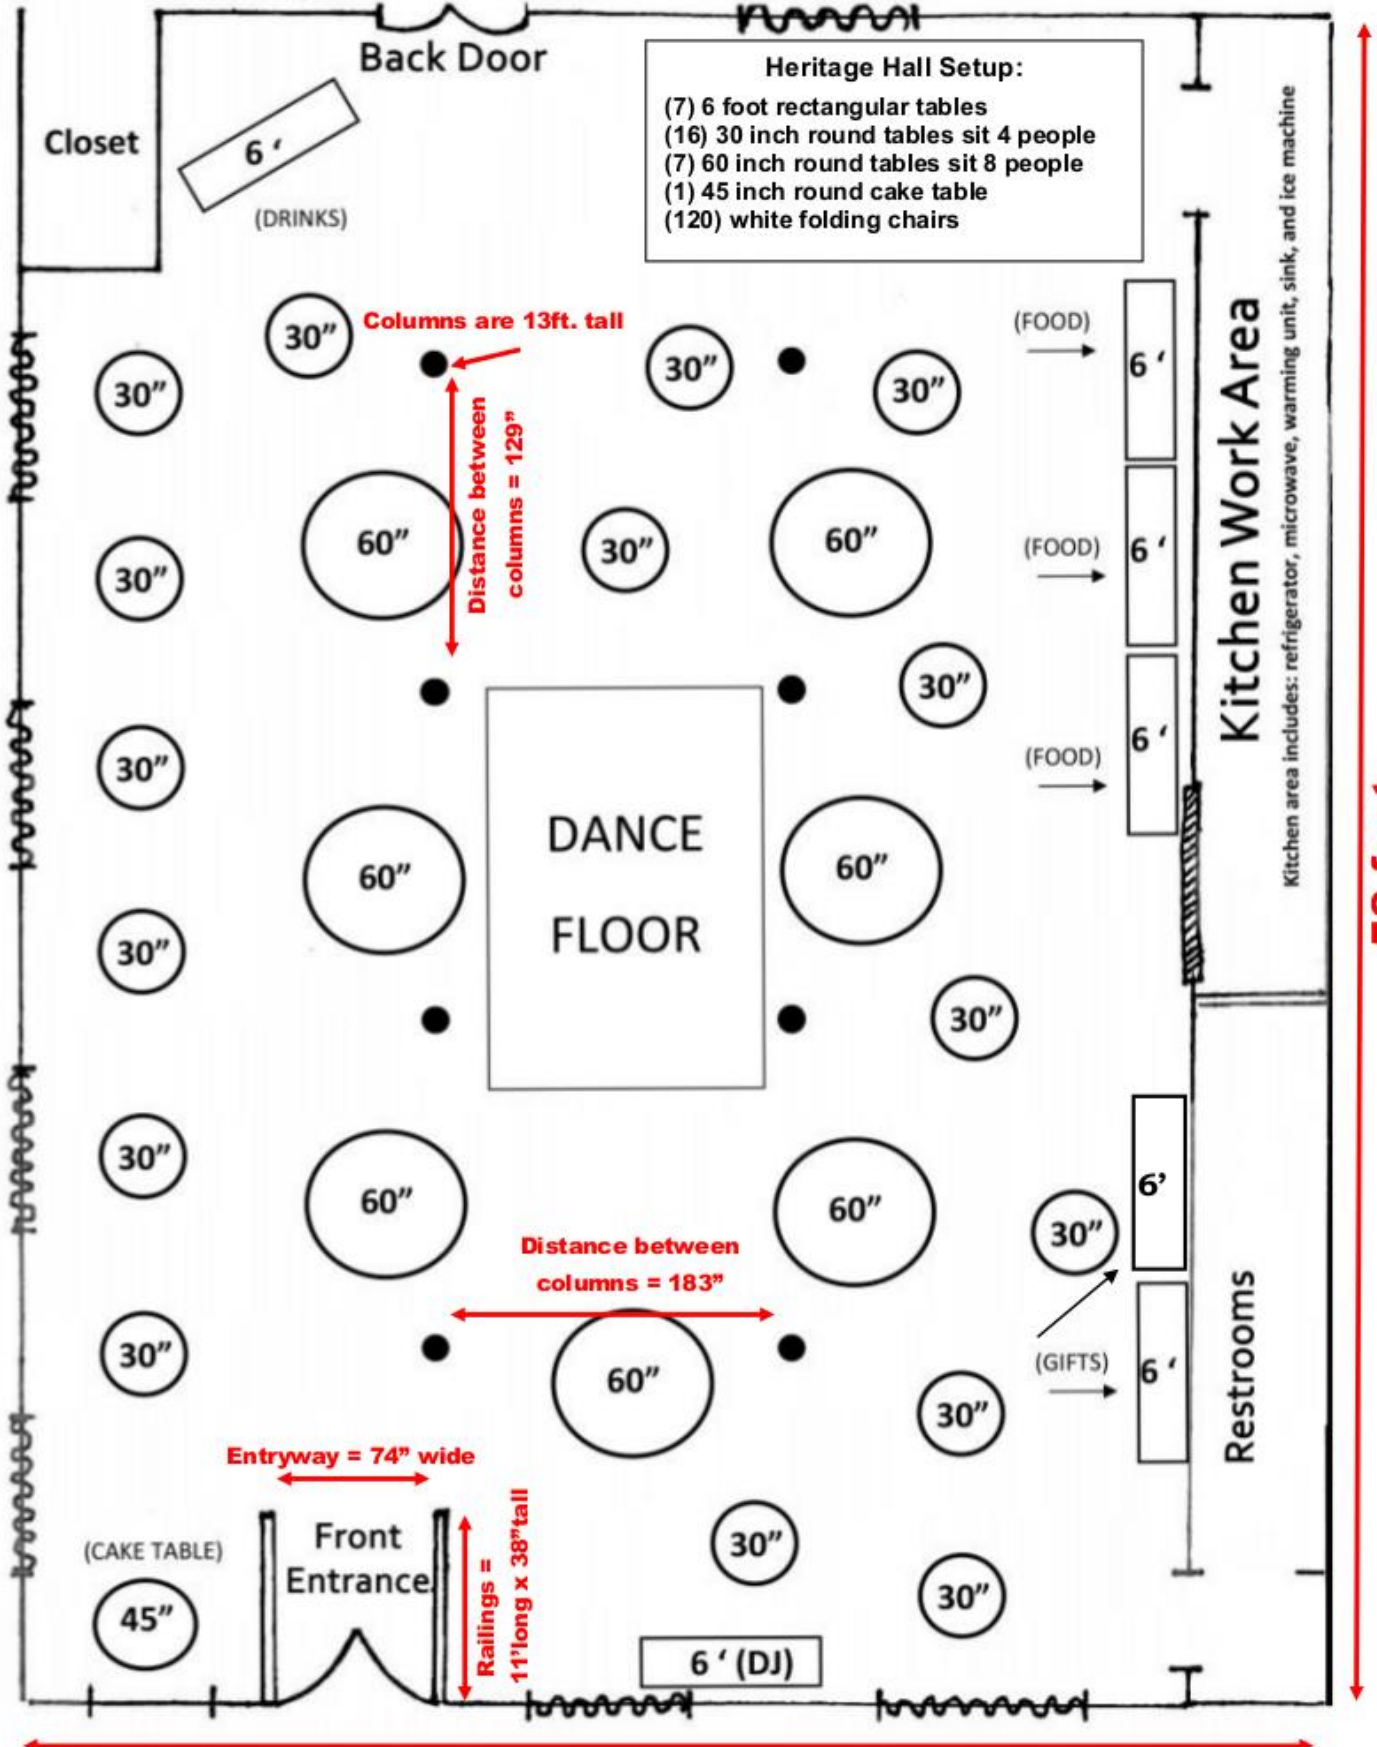 Back Door
Heritage Hall Setup:
(7) 6 foot rectangular tables
(16) 30 inch round tables sit 4 people
(7) 60 inch round tables sit 8 people
(1) 45 inch round cake table
(120) white folding chairs
Closet
6 ‘
(DRINKS)
Kitchen Work Area
Kitchen area includes: refrigerator, microwave, warming unit, sink, and ice machine
30”
Columns are 13ft. tall
30”
(FOOD)
6 ‘
30”
30”
Distance between
columns = 129”
60”
30”
60”
(FOOD)
6 ‘
30”
30”
(FOOD)
6 ‘
30”
DANCE
FLOOR
60”
60”
30”
30”
30”
60”
60”
30”
6’
Distance between
columns = 183”
30”
60”
(GIFTS)
6 ‘
Restrooms
30”
Entryway = 74” wide
Front
Entrance
Railings =
11’long x 38”tall
30”
30”
(CAKE TABLE)
45”
6 ‘ (DJ)